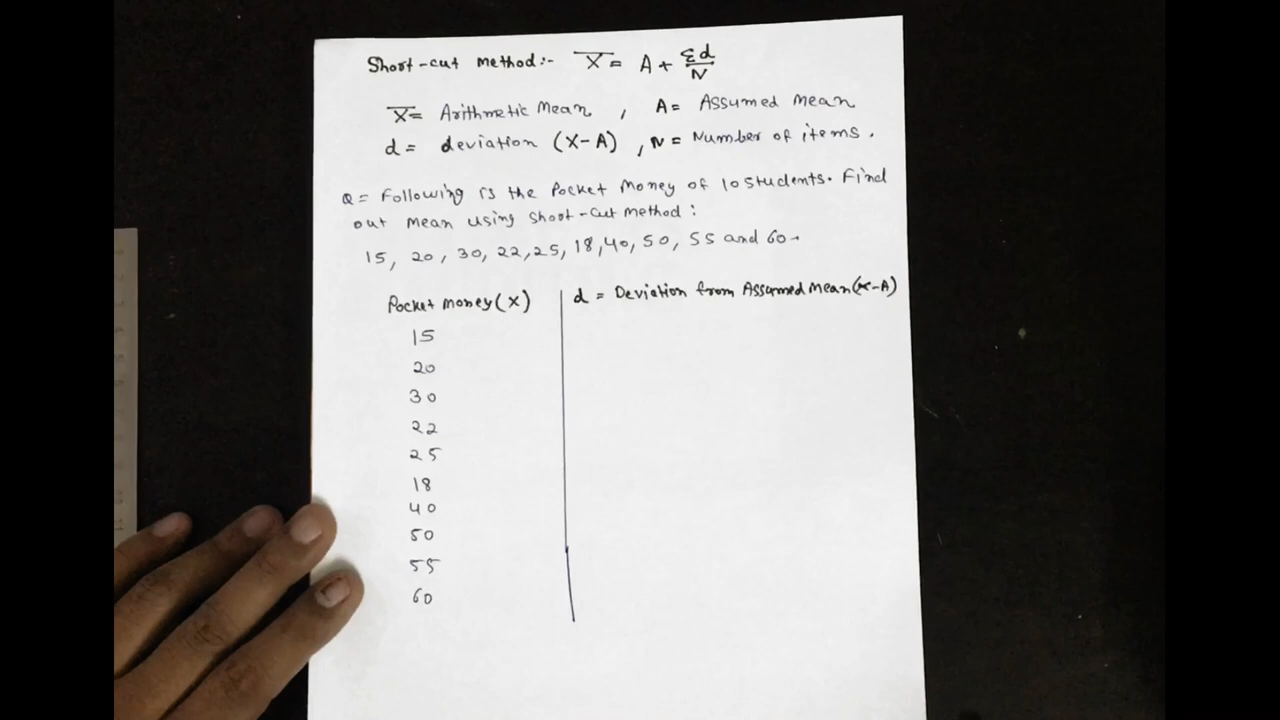 Short-cut method:- X̅ = A + Σd/N
X̅ = Arithmetic Mean , A = Assumed mean
d = deviation (X-A) , N = Number of items .
Q = Following is the Pocket Money of 10 students. Find
out mean using short-cut method :
15, 20, 30, 22, 25, 18, 40, 50, 55 and 60.
Pocket money (X) d = Deviation from Assumed Mean (X-A)
15
20
30
22
25
18
40
50
55
60